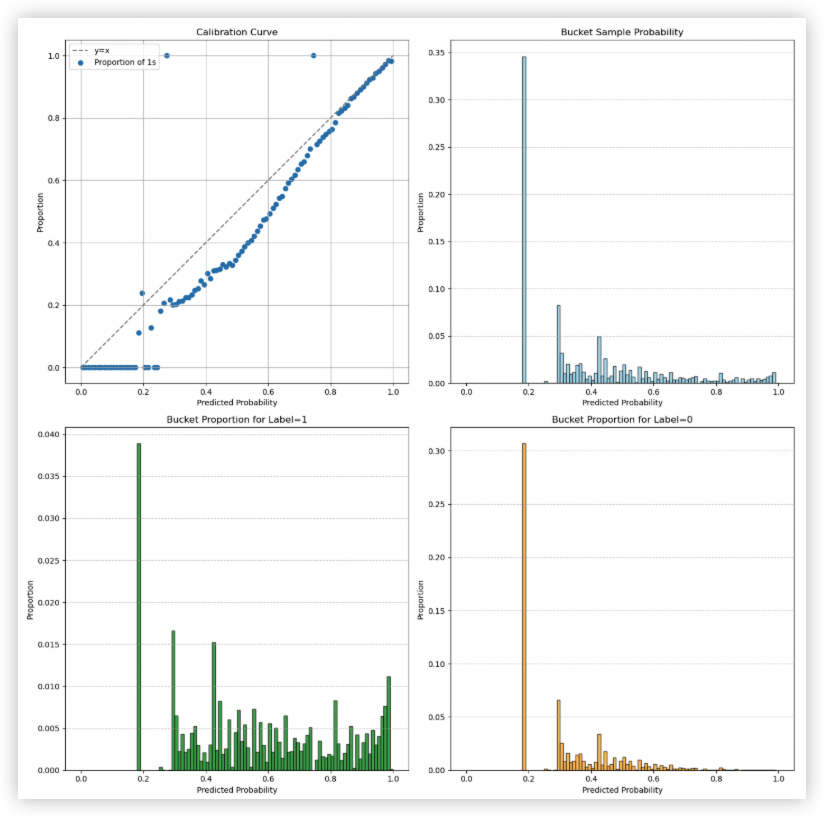 Calibration Curve
y=x
Proportion of 1s
1.0
0.8
0.6
0.4
0.2
0.0
Proportion
0.0 0.2 0.4 0.6 0.8 1.0
Predicted Probability
Bucket Sample Probability
0.35
0.30
0.25
0.20
0.15
0.10
0.05
0.00
Proportion
0.0 0.2 0.4 0.6 0.8 1.0
Predicted Probability
Bucket Proportion for Label=1
0.040
0.035
0.030
0.025
0.020
0.015
0.010
0.005
0.000
Proportion
0.0 0.2 0.4 0.6 0.8 1.0
Predicted Probability
Bucket Proportion for Label=0
0.30
0.25
0.20
0.15
0.10
0.05
0.00
Proportion
0.0 0.2 0.4 0.6 0.8 1.0
Predicted Probability